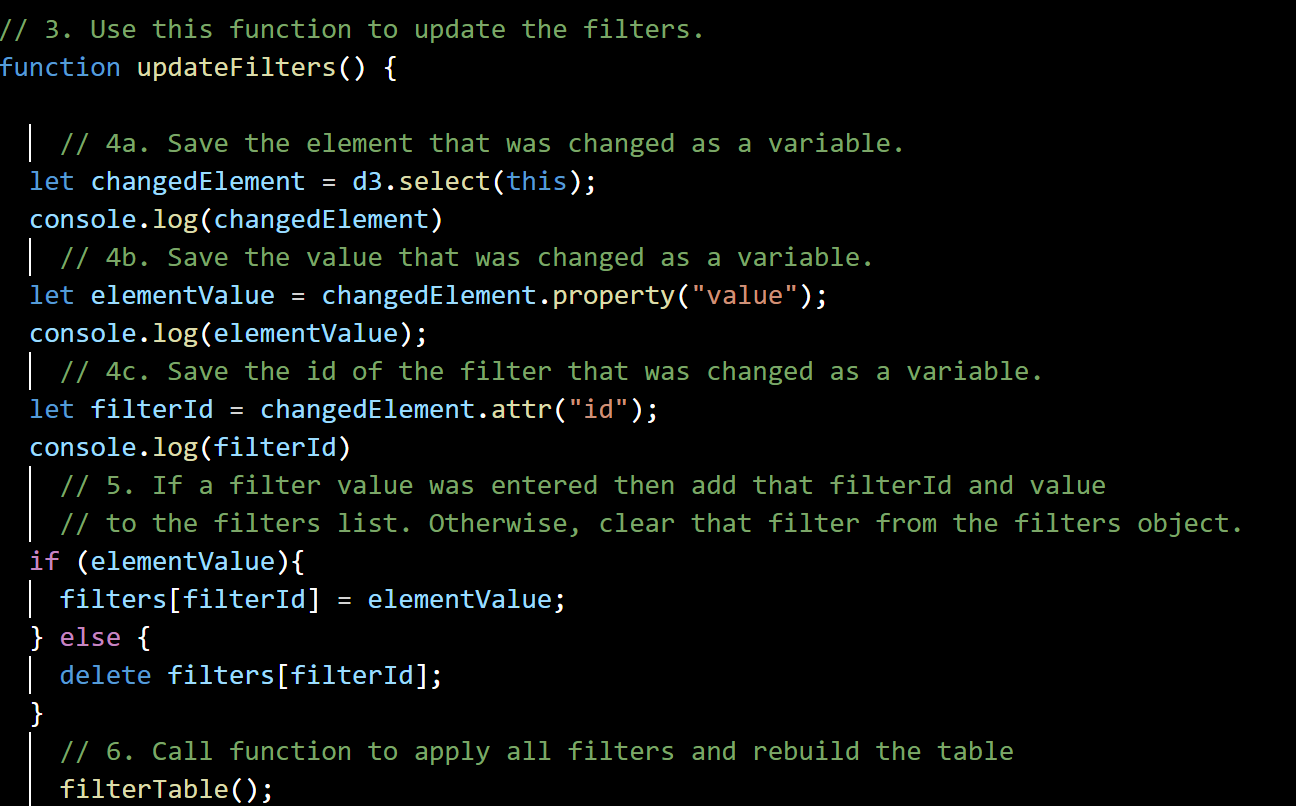 // 3. Use this function to update the filters.
function updateFilters() {
// 4a. Save the element that was changed as a variable.
let changedElement = d3.select(this);
console.log(changedElement)
// 4b. Save the value that was changed as a variable.
let elementValue = changedElement.property("value");
console.log(elementValue);
// 4c. Save the id of the filter that was changed as a variable.
let filterId = changedElement.attr("id");
console.log(filterId)
// 5. If a filter value was entered then add that filterId and value
// to the filters list. Otherwise, clear that filter from the filters object.
if (elementValue){
filters[filterId] = elementValue;
} else {
delete filters[filterId];
}
// 6. Call function to apply all filters and rebuild the table
filterTable();